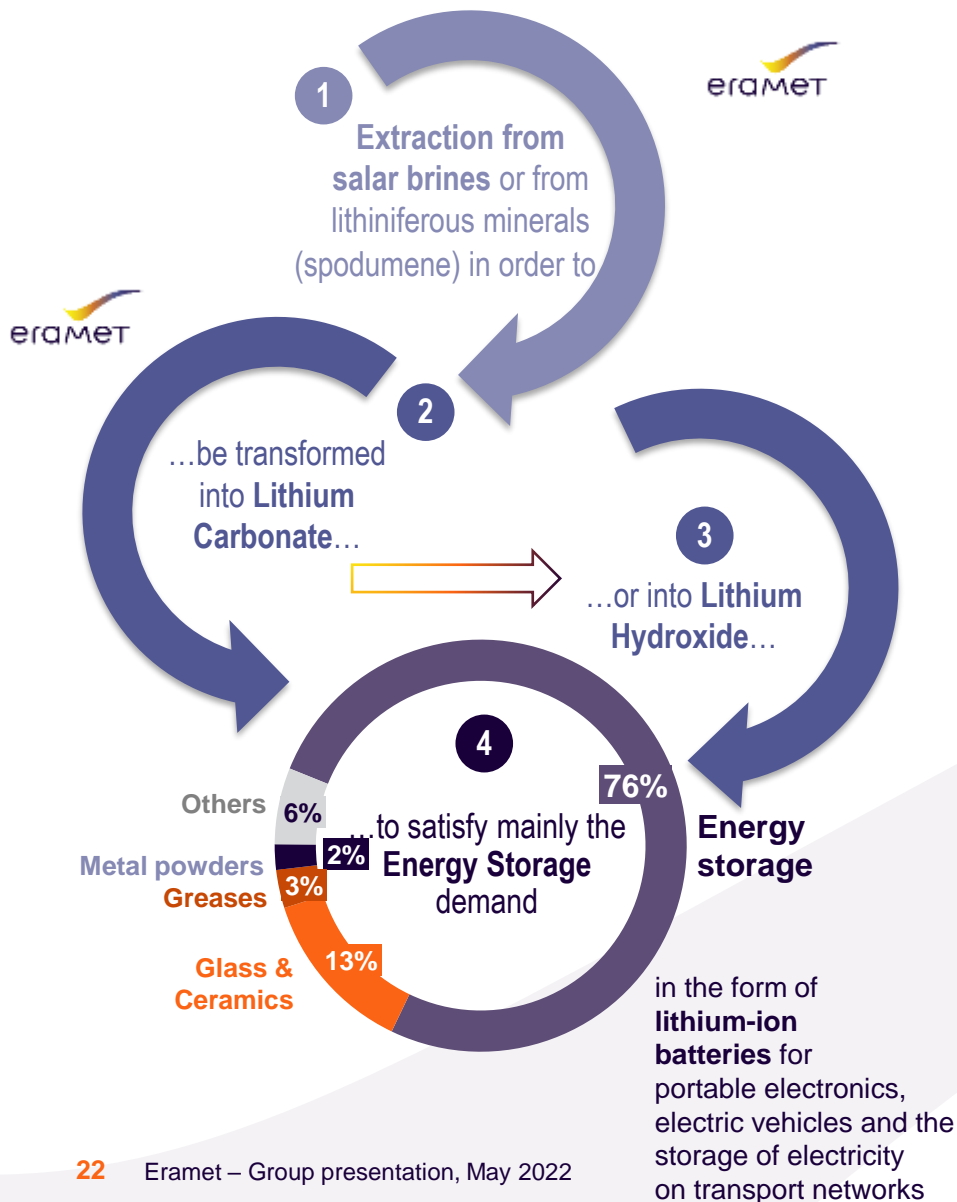 1
eramet
Extraction from
salar brines or from
lithiniferous minerals
(spodumene) in order to
eramet
2
…be transformed
into Lithium
Carbonate…
3
…or into Lithium
Hydroxide…
4
…to satisfy mainly the
Energy Storage
demand
76%
Energy
storage
Others
6%
Metal powders
2%
Greases
3%
Glass &
Ceramics
13%
in the form of
lithium-ion
batteries for
portable electronics,
electric vehicles and the
storage of electricity
on transport networks
22 Eramet – Group presentation, May 2022